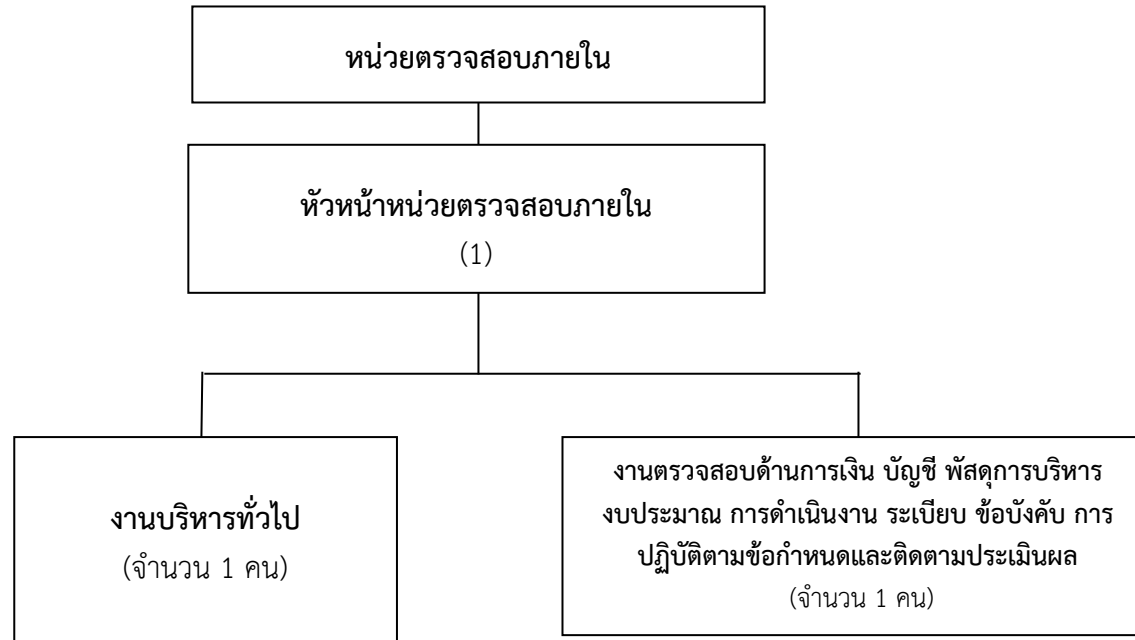 หน่วยตรวจสอบภายใน
หัวหน้าหน่วยตรวจสอบภายใน
(1)
งานบริหารทั่วไป
(จำนวน 1 คน)
งานตรวจสอบด้านการเงิน บัญชี พัสดุการบริหาร
งบประมาณ การดำเนินงาน ระเบียบ ข้อบังคับ การ
ปฏิบัติตามข้อกำหนดและติดตามประเมินผล
(จำนวน 1 คน)